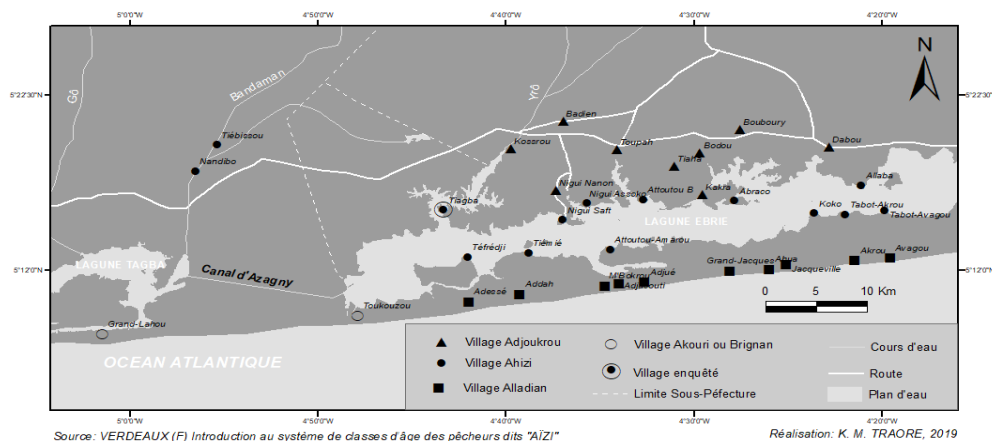 5°0'0"W
4°50'0"W
4°40'0"W
4°30'0"W
4°20'0"W
5°22'30"N
5°22'30"N
5°12'0"N
5°12'0"N
N
Gô
Bandaman
Yrô
Badien
Bouboury
Tiébissou
Kossrou
Toupah
Bodou
Dabou
Nandibo
Tiaha
Allaba
Nigui Nanon
Nigui Assoko
Attoutou B
Kakra
Abraco
Tiagba
Koko
Tabot-Akrou
Nigui Saft
LAGUNE EBRIE
Tabot-Avagou
Téfrédji
Tiémié
Attoutou-Amárou
LAGUNE TAGBA
Canal d'Azagny
M'Bokrou
Adjué
Grand-Jacques
Ahua
Akrou
Avagou
Jacqueville
Adessé
Addah
0 5 10 Km
Toukouzou
Grand-Lahou
OCEAN ATLANTIQUE
Village Adjoukrou
Village Akouri ou Brignan
Cours d'eau
Village Ahizi
Village enquêté
Route
Village Alladian
Limite Sous-Péfecture
Plan d'eau
5°0'0"W
4°50'0"W
4°40'0"W
4°30'0"W
4°20'0"W
Source: VERDEAUX (F) Introduction au système de classes d'âge des pêcheurs dits "AÏZI"
Réalisation: K. M. TRAORE, 2019